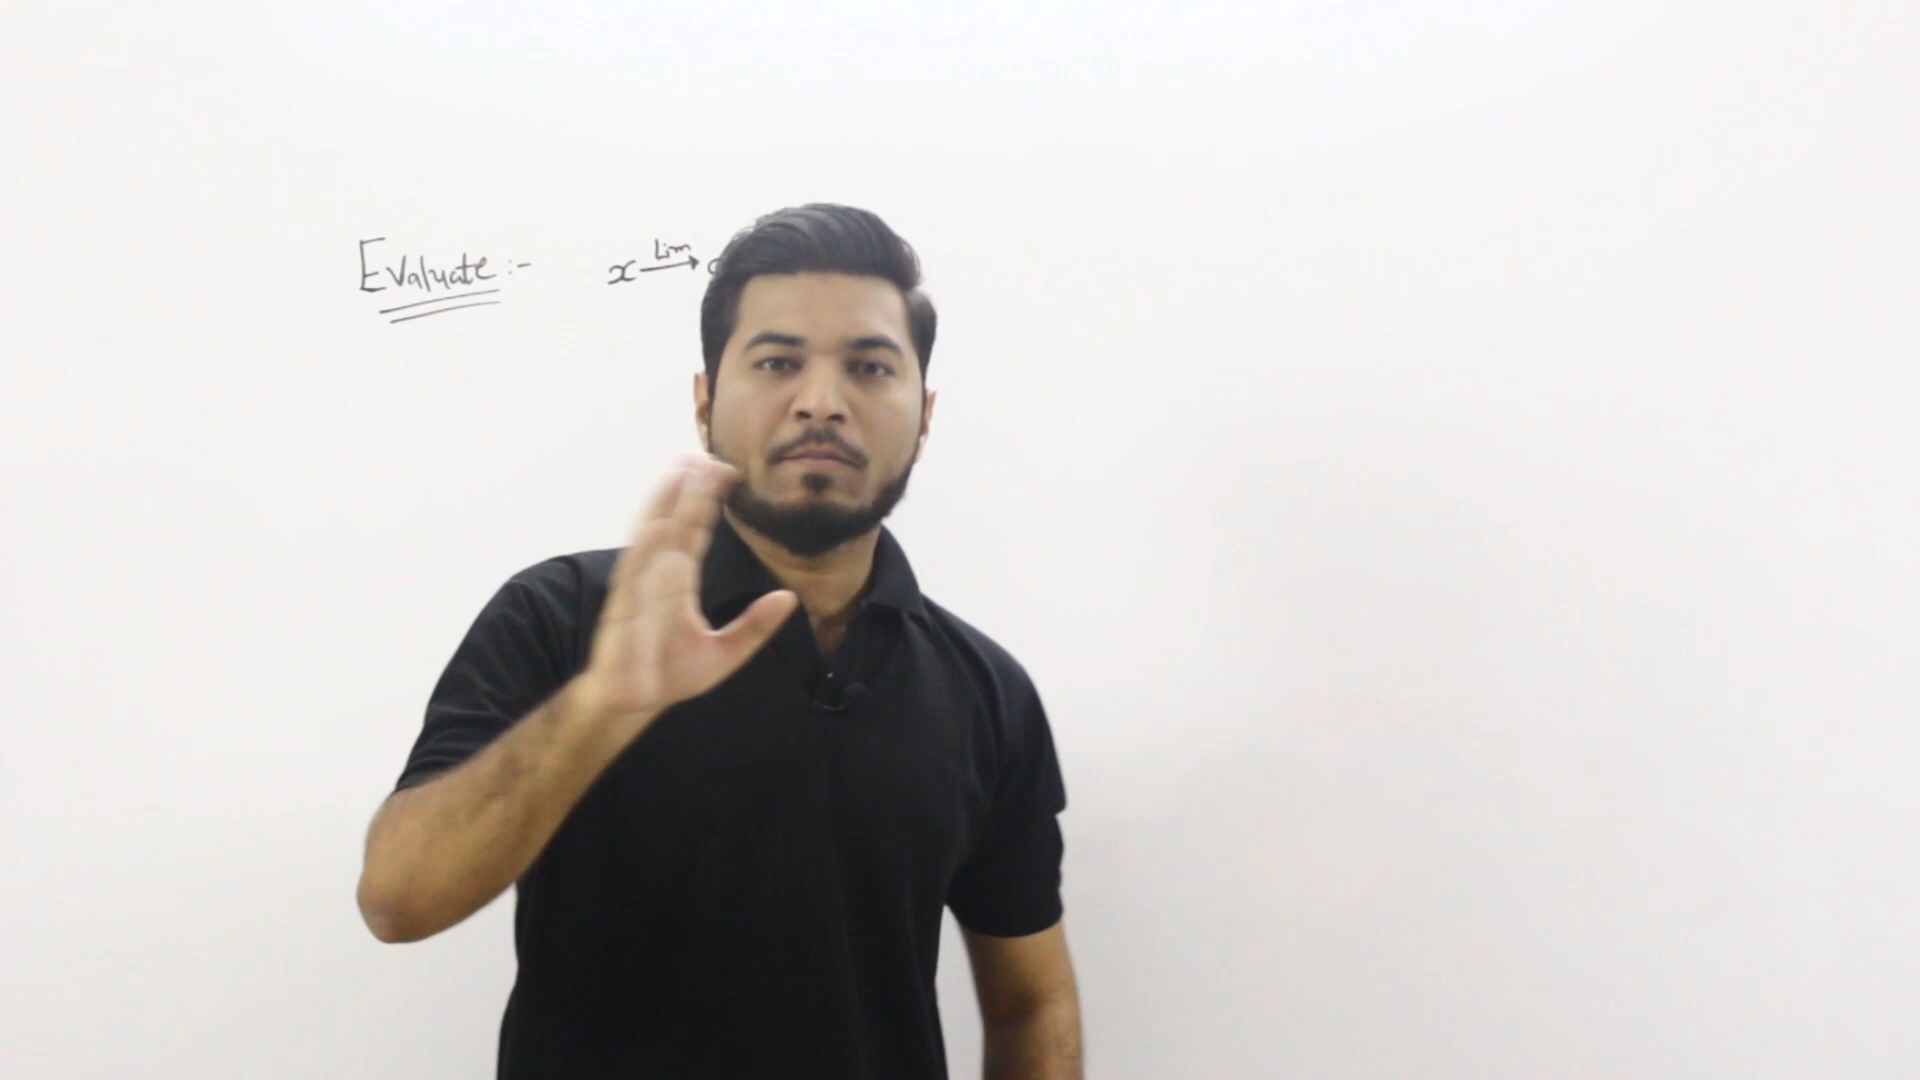 Evaluate :- x Lim →